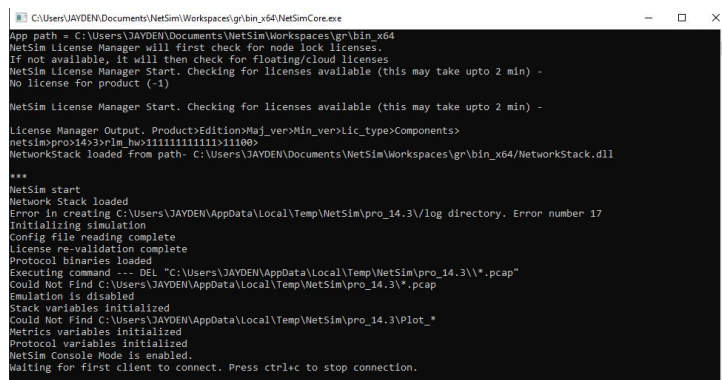 C:\Users\JAYDEN\Documents\NetSim\Workspaces\gr\bin_x64\NetSimCore.exe
App path = C:\Users\JAYDEN\Documents\NetSim\Workspaces\gr\bin_x64
NetSim License Manager will first check for node lock licenses.
If not available, it will then check for floating/cloud licenses
NetSim License Manager Start. Checking for licenses available (this may take upto 2 min) -
No license for product (-1)
NetSim License Manager Start. Checking for licenses available (this may take upto 2 min) -
License Manager Output. Product>Edition>Maj_ver>Min_ver>Lic_type>Components>
netsim>pro>14>3>rlm_hw>111111111111>11100>
NetworkStack loaded from path- C:\Users\JAYDEN\Documents\NetSim\Workspaces\gr\bin_x64/NetworkStack.dll
***
NetSim start
Network Stack loaded
Error in creating C:\Users\JAYDEN\AppData\Local\Temp\NetSim\pro_14.3\/log directory. Error number 17
Initializing simulation
Config file reading complete
License re-validation complete
Protocol binaries loaded
Executing command --- DEL "C:\Users\JAYDEN\AppData\Local\Temp\NetSim\pro_14.3\\*.pcap"
Could Not Find C:\Users\JAYDEN\AppData\Local\Temp\NetSim\pro_14.3\*.pcap
Emulation is disabled
Stack variables initialized
Could Not Find C:\Users\JAYDEN\AppData\Local\Temp\NetSim\pro_14.3\Plot_*
Metrics variables initialized
Protocol variables initialized
NetSim Console Mode is enabled.
Waiting for first client to connect. Press ctrl+c to stop connection.